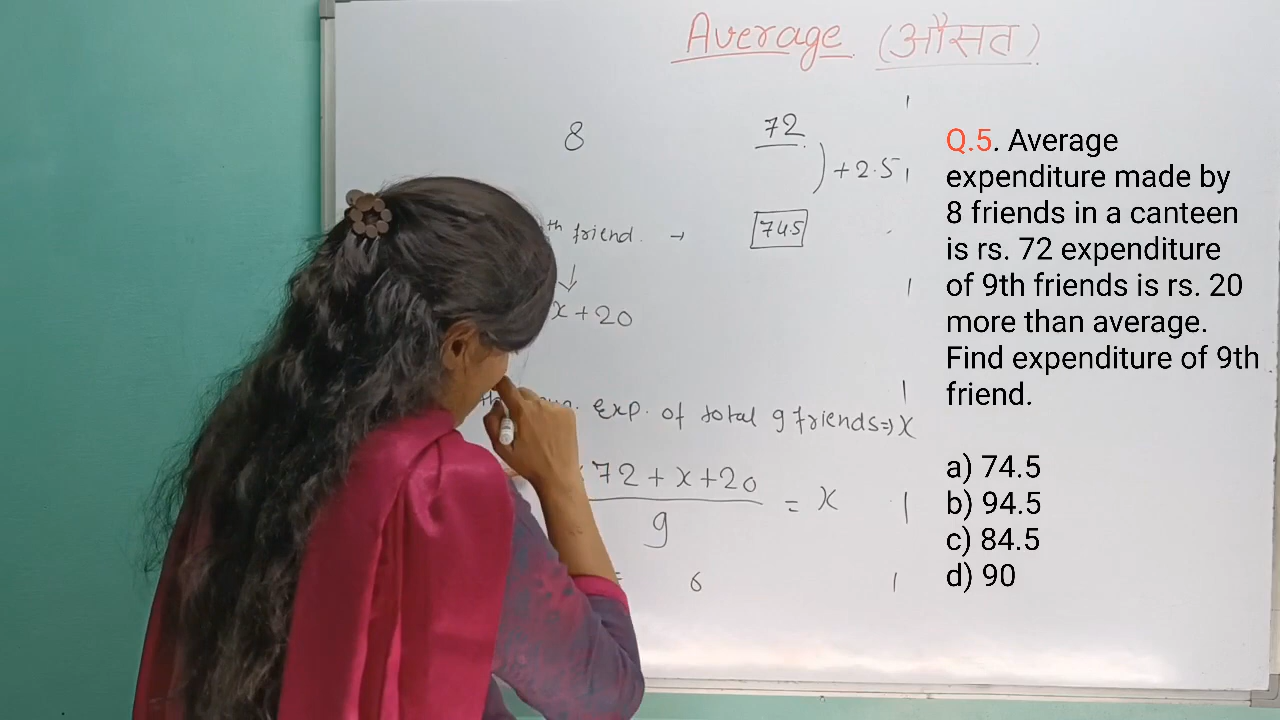 Average (औसत)
8 72
) + 2.5
th friend. → 74.5
x + 20
exp. of total 9 friends ⇒ x
72 + x + 20
= x
9
= 6
Q.5. Average
expenditure made by
8 friends in a canteen
is rs. 72 expenditure
of 9th friends is rs. 20
more than average.
Find expenditure of 9th
friend.
a) 74.5
b) 94.5
c) 84.5
d) 90